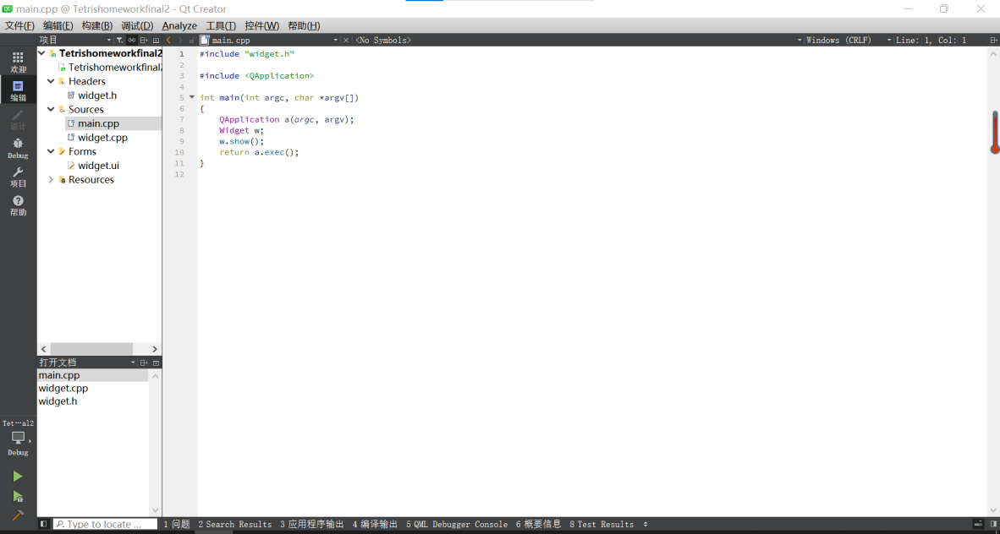 main.cpp @ Tetrishomeworkfinal2 - Qt Creator
文件(F) 编辑(E) 构建(B) 调试(D) Analyze 工具(T) 控件(W) 帮助(H)
项目 main.cpp <No Symbols> Windows (CRLF) Line: 1, Col: 1
欢迎
编辑
设计
Debug
项目
帮助
Tetrishomeworkfinal2
Tetrishomeworkfinal2
Headers
widget.h
Sources
main.cpp
widget.cpp
Forms
widget.ui
Resources
1 #include "widget.h"
2
3 #include <QApplication>
4
5 int main(int argc, char *argv[])
6 {
7 QApplication a(argc, argv);
8 Widget w;
9 w.show();
10 return a.exec();
11 }
12
打开文档
main.cpp
widget.cpp
widget.h
Tet…al2
Debug
Type to locate ... 1 问题 2 Search Results 3 应用程序输出 4 编译输出 5 QML Debugger Console 6 概要信息 8 Test Results